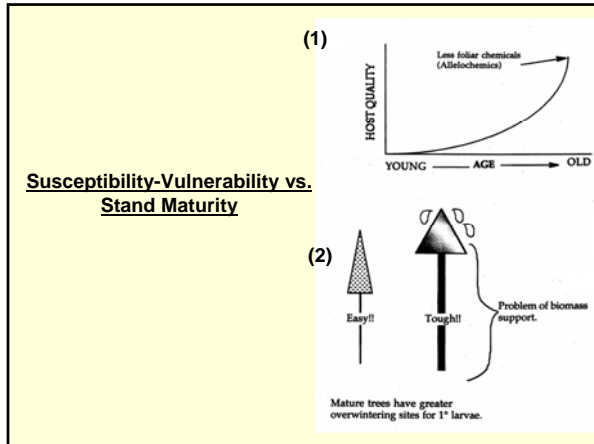 Susceptibility-Vulnerability vs.
Stand Maturity
(1)
Less foliar chemicals
(Allelochemics)
HOST QUALITY
YOUNG AGE OLD
(2)
Easy!!
Tough!!
Problem of biomass
support.
Mature trees have greater
overwintering sites for 1° larvae.